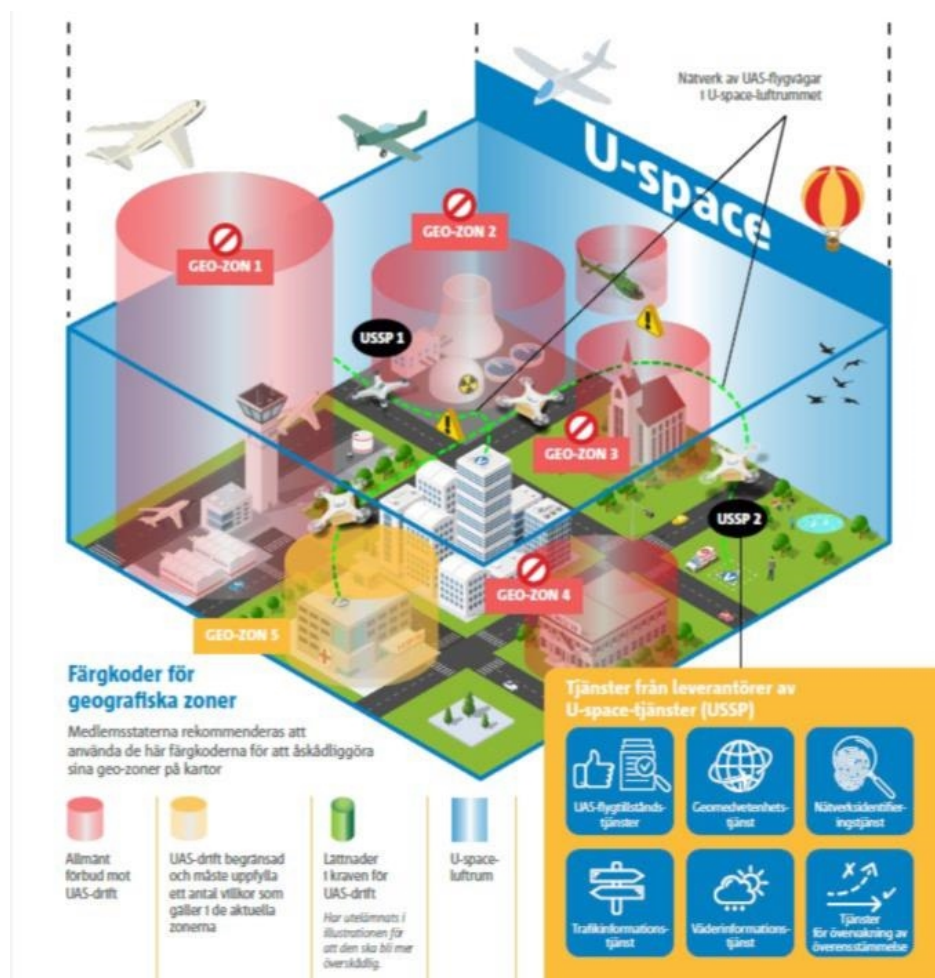 Nätverk av UAS-flygvägar
i U-space-luftrummet
U-space
GEO-ZON 1
GEO-ZON 2
USSP 1
GEO-ZON 3
USSP 2
GEO-ZON 4
GEO-ZON 5
Färgkoder för
geografiska zoner
Medlemsstaterna rekommenderas att
använda de här färgkoderna för att åskådliggöra
sina geo-zoner på kartor
Allmänt
förbud mot
UAS-drift
UAS-drift begränsad
och måste uppfylla
ett antal villkor som
gäller i de aktuella
zonerna
Lättnader
i kraven för
UAS-drift
Har utelämnats i
illustrationen för
att den ska bli mer
överskådlig.
U-space-
luftrum
Tjänster från leverantörer av
U-space-tjänster (USSP)
UAS-flygtillstånds-
tjänster
Geomedvetenhets-
tjänst
Nätverksidentifier-
ingstjänst
Trafikinformations-
tjänst
Väderinformations-
tjänst
Tjänster
för övervakning av
överensstämmelse